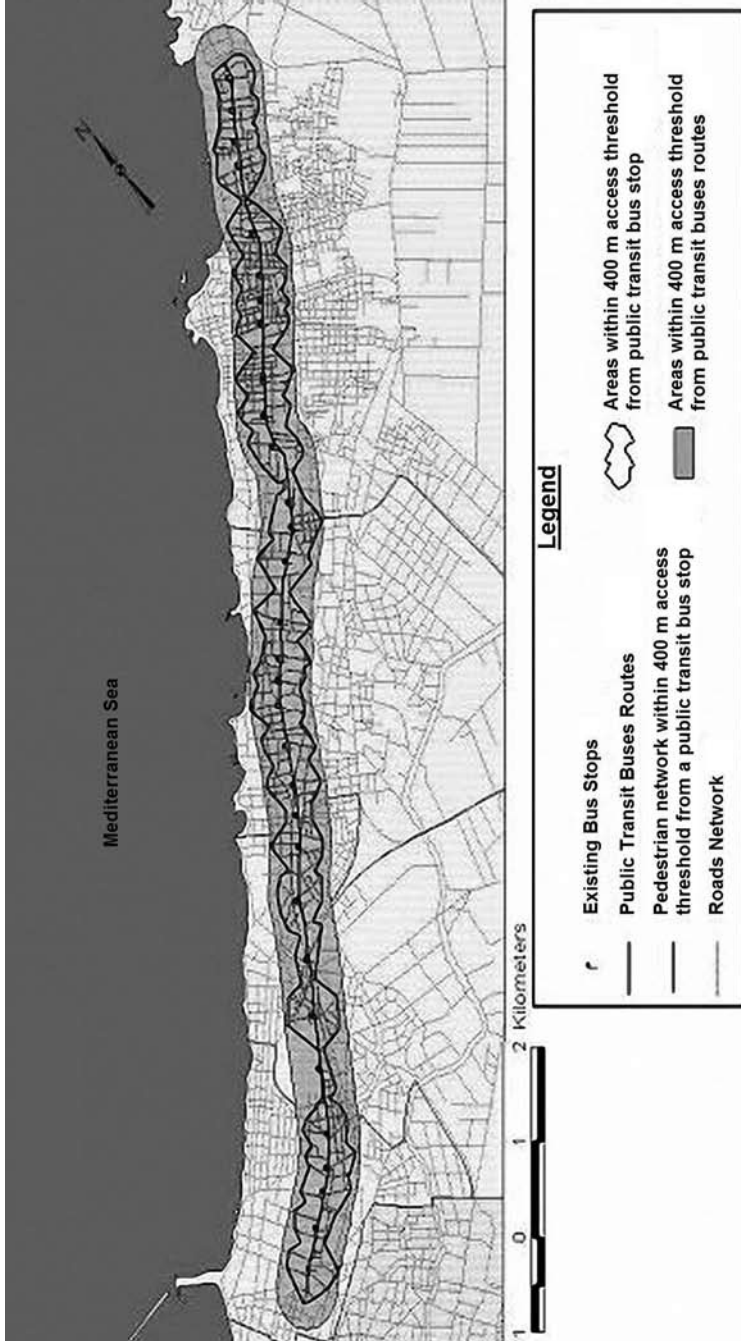 Mediterranean Sea
N
1 0 1 2 Kilometers
Legend
Existing Bus Stops
Public Transit Buses Routes
Pedestrian network within 400 m access
threshold from a public transit bus stop
Roads Network
Areas within 400 m access threshold
from public transit bus stop
Areas within 400 m access threshold
from public transit buses routes